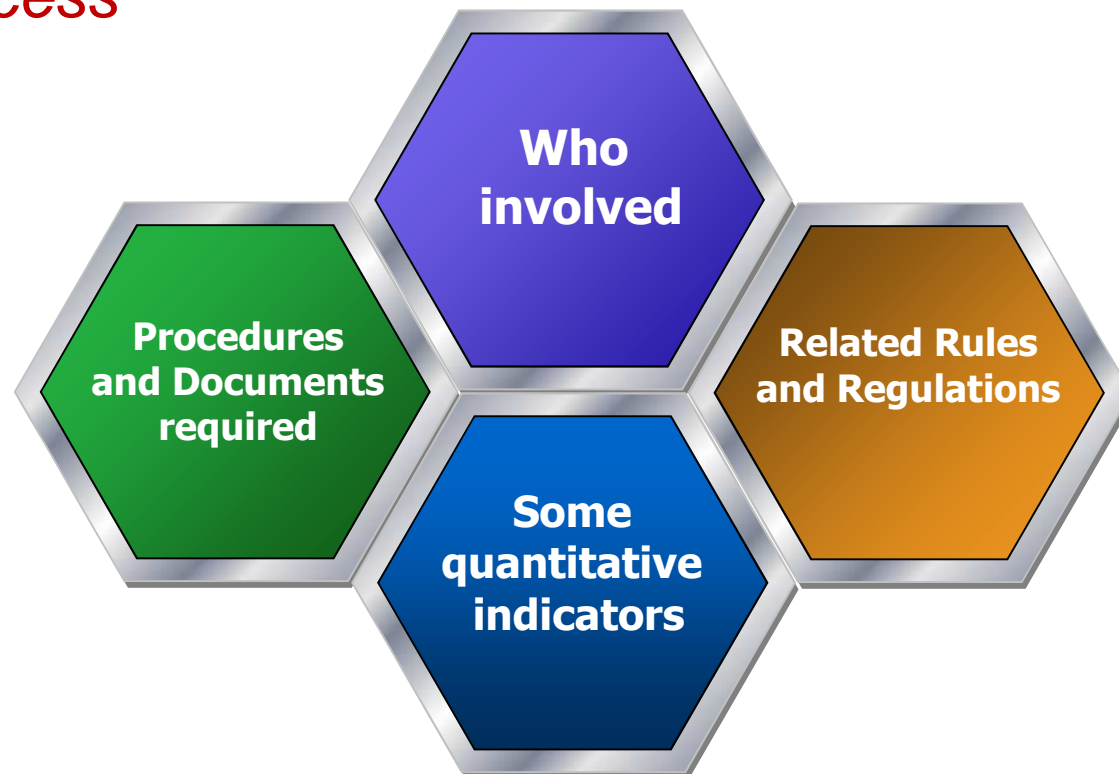 cess
Who
involved
Procedures
and Documents
required
Related Rules
and Regulations
Some
quantitative
indicators